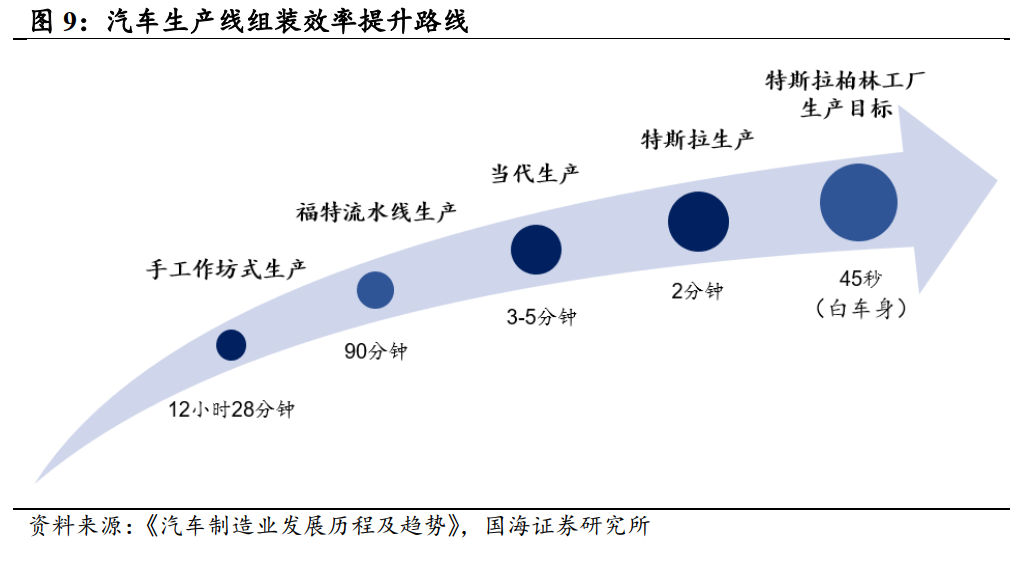 图 9：汽车生产线组装效率提升路线
特斯拉柏林工厂
生产目标
特斯拉生产
当代生产
福特流水线生产
手工作坊式生产
45秒
（白车身）
2分钟
3-5分钟
90分钟
12小时28分钟
资料来源：《汽车制造业发展历程及趋势》，国海证券研究所